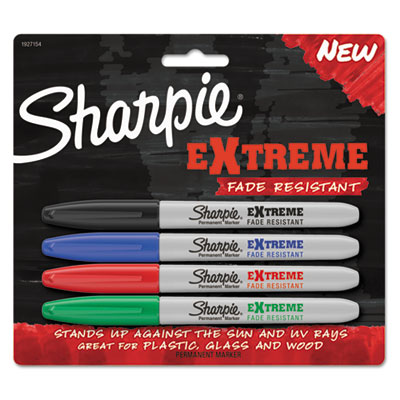 1927154
NEW
Sharpie
EXTREME
FADE RESISTANT
Sharpie. EXTREME
Permanent Marker FADE RESISTANT
Sharpie. EXTREME
Permanent Marker FADE RESISTANT
Sharpie. EXTREME
Permanent Marker FADE RESISTANT
Sharpie. EXTREME
Permanent Marker FADE RESISTANT
STANDS UP AGAINST THE SUN AND UV RAYS
GREAT FOR PLASTIC, GLASS AND WOOD
PERMANENT MARKER